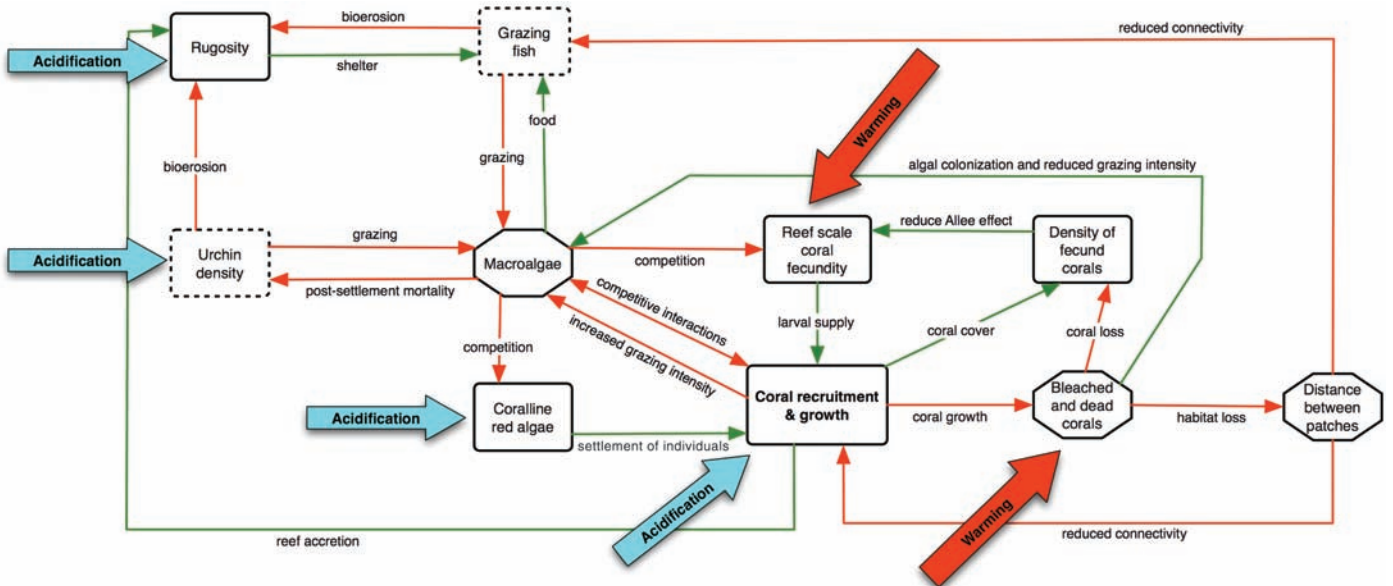 bioerosion
reduced connectivity
Grazing
fish
Rugosity
Acidification
shelter
Warming
food
bioerosion
grazing
algal colonization and reduced grazing intensity
grazing
Reef scale
coral
fecundity
reduce Allee effect
Density of
fecund
corals
Acidification
Urchin
density
Macroalgae
competition
post-settlement mortality
competitive interactions
larval supply
coral loss
increased grazing intensity
coral cover
competition
Acidification
Coralline
red algae
Coral recruitment
& growth
coral growth
Bleached
and dead
corals
habitat loss
Distance
between
patches
settlement of individuals
Acidification
Warming
reef accretion
reduced connectivity